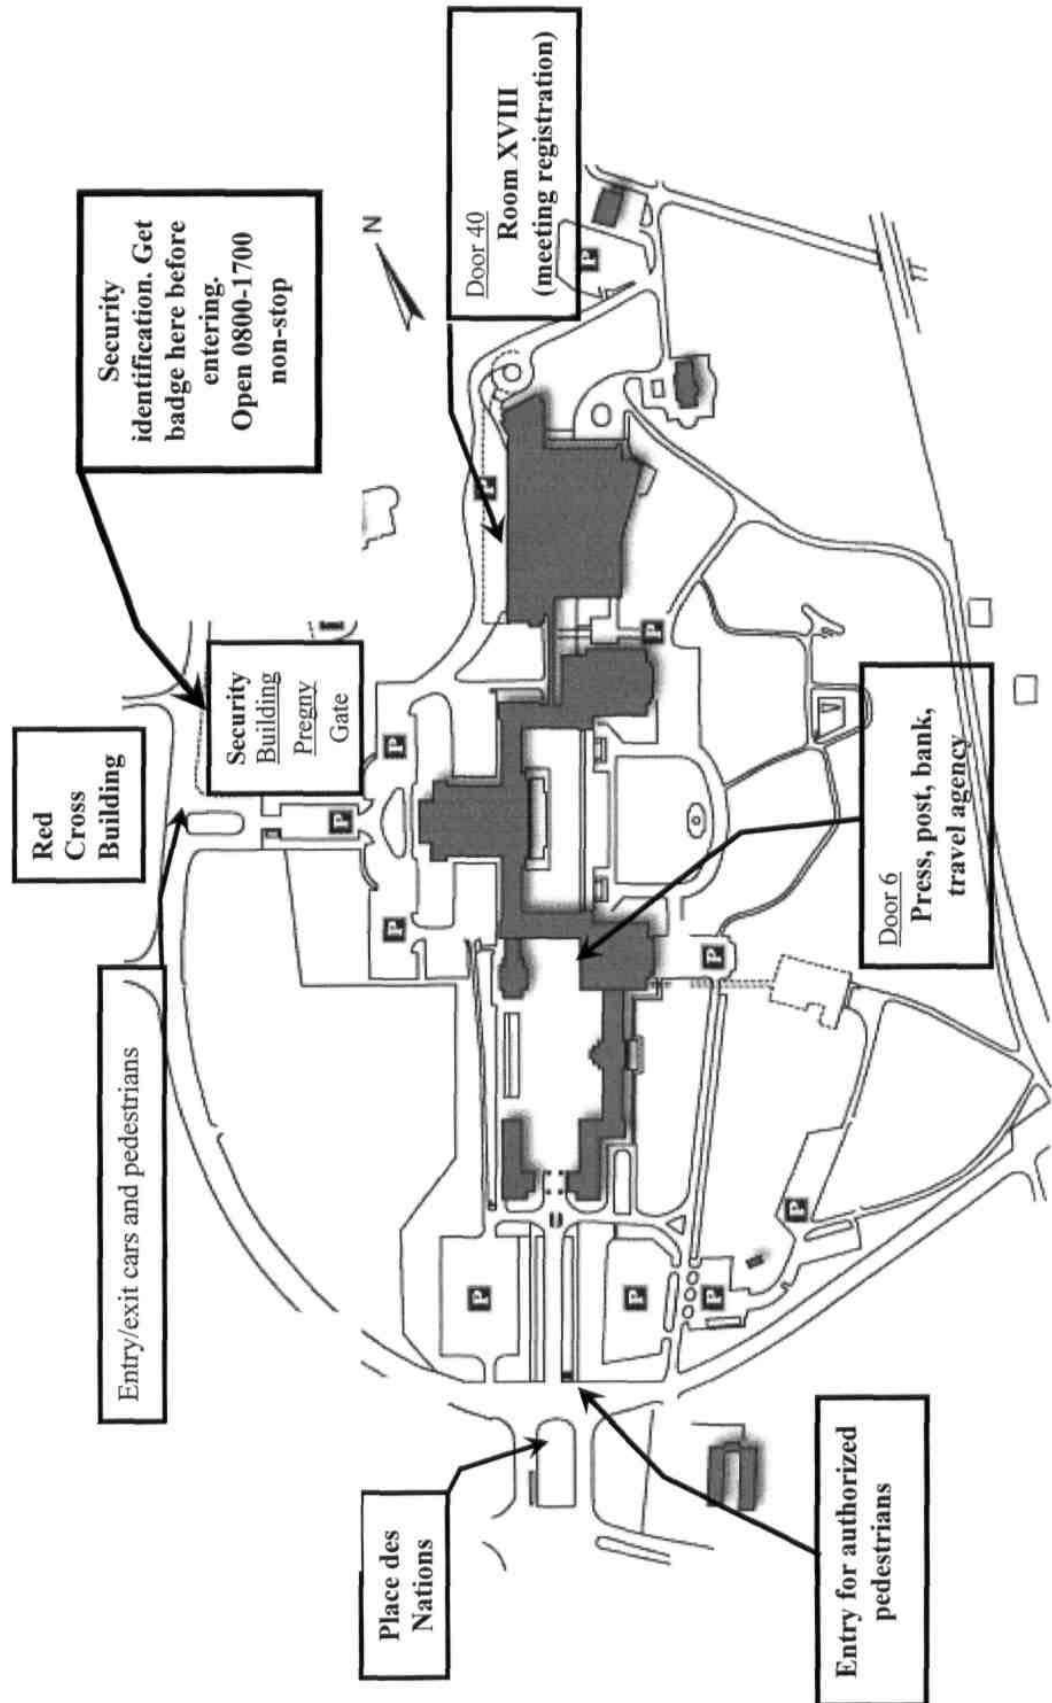 Red
Cross
Building
Security
identification. Get
badge here before
entering.
Open 0800-1700
non-stop
Entry/exit cars and pedestrians
Security
Building
Pregny
Gate
N
Door 40
Room XVIII
(meeting registration)
P
P
P
P
P
P
P
P
P
P
P
P
Place des
Nations
Entry for authorized
pedestrians
Door 6
Press, post, bank,
travel agency